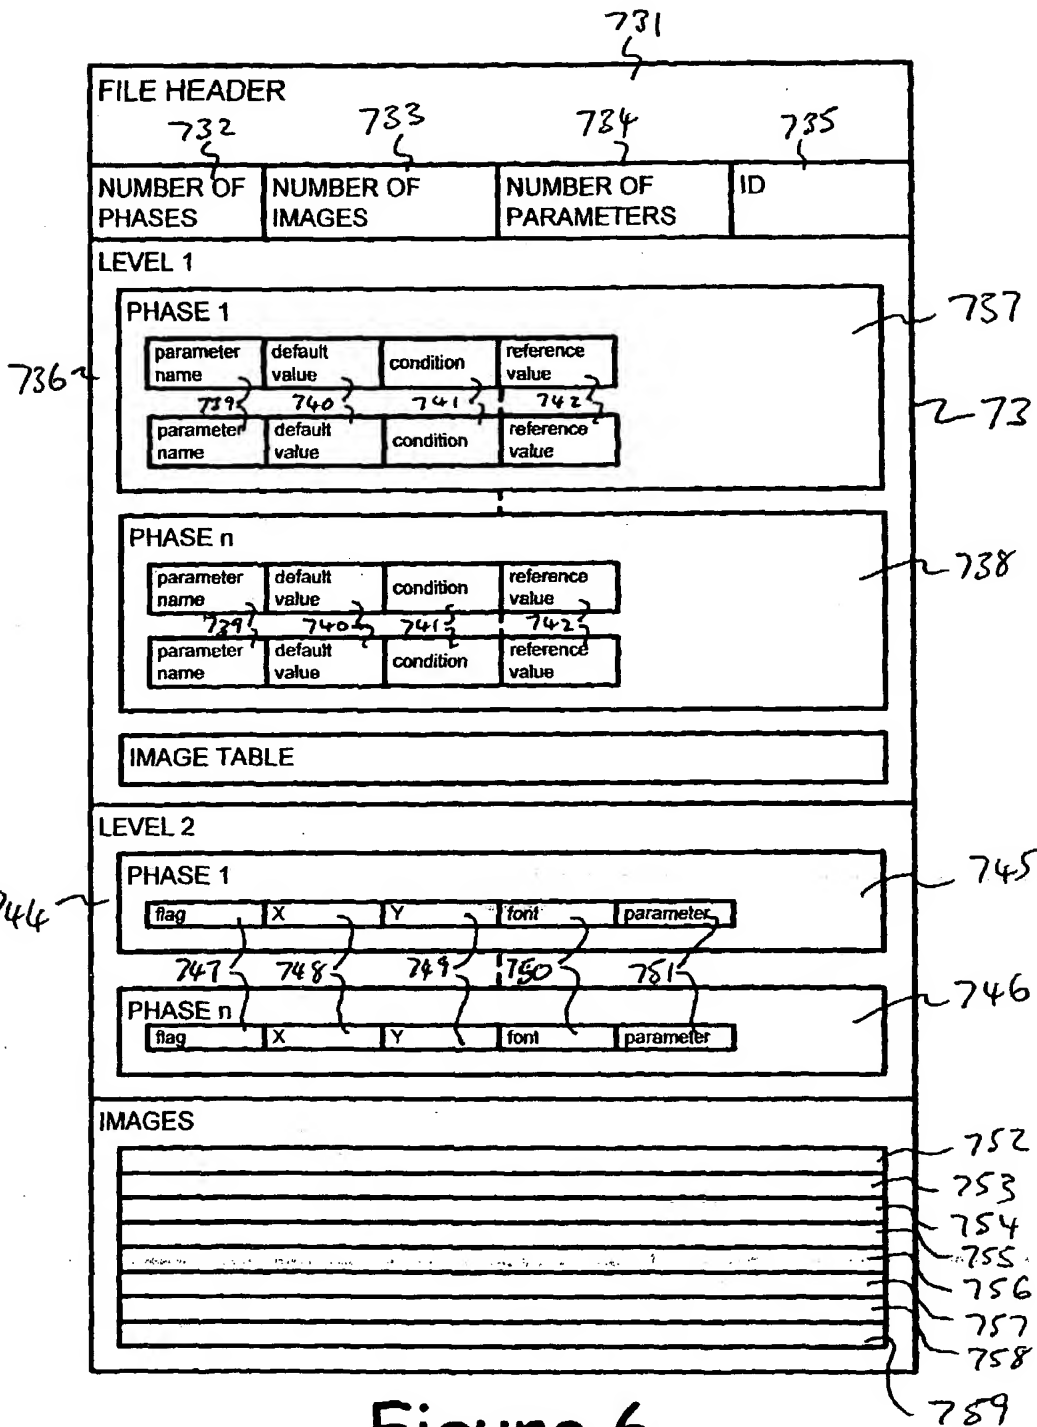 731
FILE HEADER
732 733 734 735
NUMBER OF PHASES NUMBER OF IMAGES NUMBER OF PARAMETERS ID
LEVEL 1
PHASE 1
737
parameter name default value condition reference value
736
739 740 741 742
73
parameter name default value condition reference value
PHASE n
738
parameter name default value condition reference value
739 740 741 742
parameter name default value condition reference value
IMAGE TABLE
LEVEL 2
PHASE 1
745
744
flag X Y font parameter
747 748 749 750 751
746
PHASE n
flag X Y font parameter
IMAGES
752
753
754
755
756
757
758
759
Figure 6